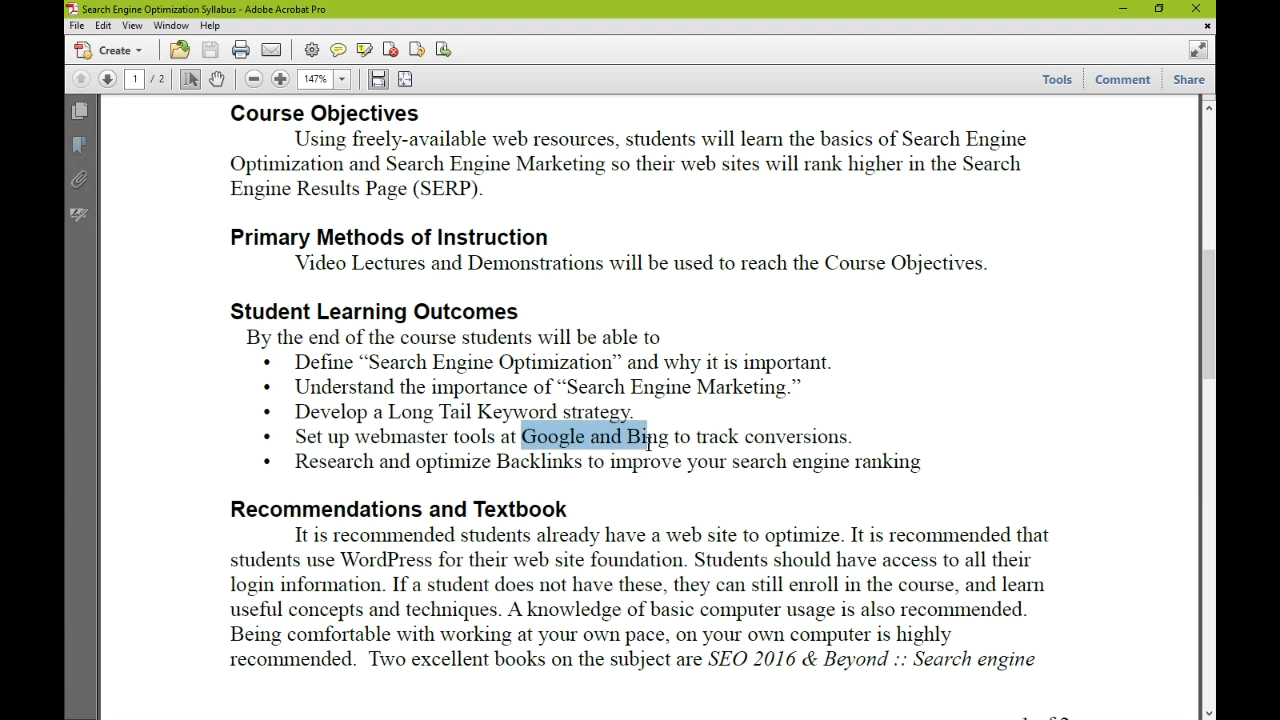 Search Engine Optimization Syllabus - Adobe Acrobat Pro
File Edit View Window Help
Create
1 / 2 147% Tools Comment Share
Course Objectives
Using freely-available web resources, students will learn the basics of Search Engine
Optimization and Search Engine Marketing so their web sites will rank higher in the Search
Engine Results Page (SERP).
Primary Methods of Instruction
Video Lectures and Demonstrations will be used to reach the Course Objectives.
Student Learning Outcomes
By the end of the course students will be able to
• Define “Search Engine Optimization” and why it is important.
• Understand the importance of “Search Engine Marketing.”
• Develop a Long Tail Keyword strategy.
• Set up webmaster tools at Google and Bing to track conversions.
• Research and optimize Backlinks to improve your search engine ranking
Recommendations and Textbook
It is recommended students already have a web site to optimize. It is recommended that
students use WordPress for their web site foundation. Students should have access to all their
login information. If a student does not have these, they can still enroll in the course, and learn
useful concepts and techniques. A knowledge of basic computer usage is also recommended.
Being comfortable with working at your own pace, on your own computer is highly
recommended. Two excellent books on the subject are SEO 2016 & Beyond :: Search engine